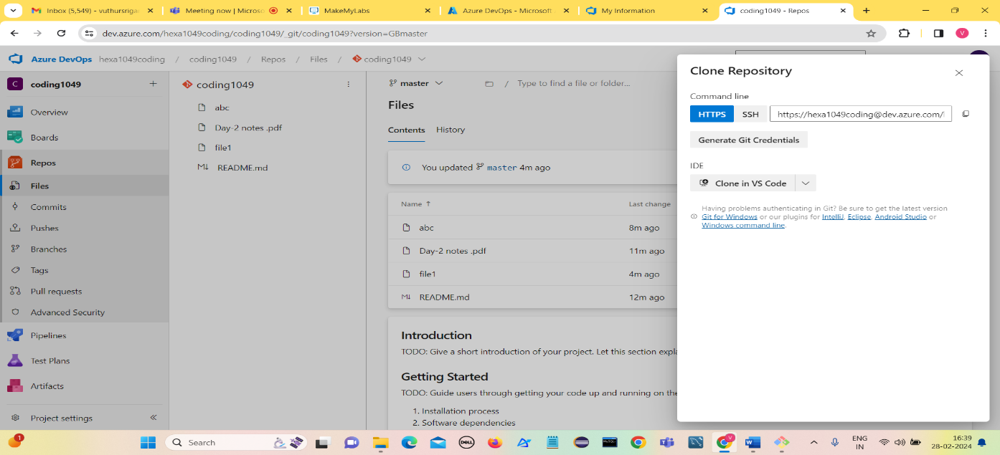 Inbox (5,549) - vuthursrigar
Meeting now | Microso
MakeMyLabs
Azure DevOps - Microsoft
My Information
coding1049 - Repos
dev.azure.com/hexa1049coding/coding1049/_git/coding1049?version=GBmaster
V
Azure DevOps hexa1049coding / coding1049 / Repos / Files / coding1049
C coding1049 +
Overview
Boards
Repos
Files
Commits
Pushes
Branches
Tags
Pull requests
Advanced Security
Pipelines
Test Plans
Artifacts
Project settings
coding1049
abc
Day-2 notes .pdf
file1
M↓ README.md
master / Type to find a file or folder...
Files
Contents History
You updated master 4m ago
Name ↑ Last change
abc 8m ago
Day-2 notes .pdf 11m ago
file1 4m ago
M↓ README.md 12m ago
Introduction
TODO: Give a short introduction of your project. Let this section expla
Getting Started
TODO: Guide users through getting your code up and running on the
1. Installation process
2. Software dependencies
Clone Repository
Command line
HTTPS SSH https://hexa1049coding@dev.azure.com/
Generate Git Credentials
IDE
Clone in VS Code
Having problems authenticating in Git? Be sure to get the latest version
Git for Windows or our plugins for IntelliJ, Eclipse, Android Studio or
Windows command line.
1
Search
DELL
V
ENG
IN
16:39
28-02-2024